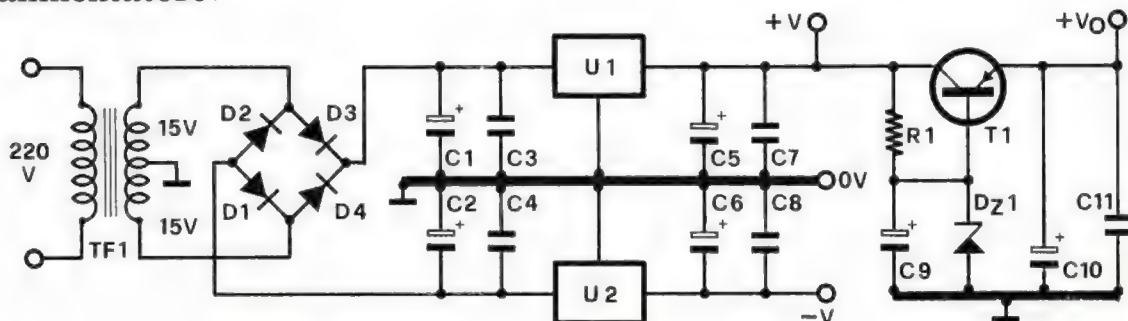 +V
+VO
U1
15V
D2
D3
220
V
C1
C3
C5
C7
R1
T1
0V
D1
D4
C2
C4
C6
C8
DZ1
C11
15V
TF1
U2
C9
C10
-V